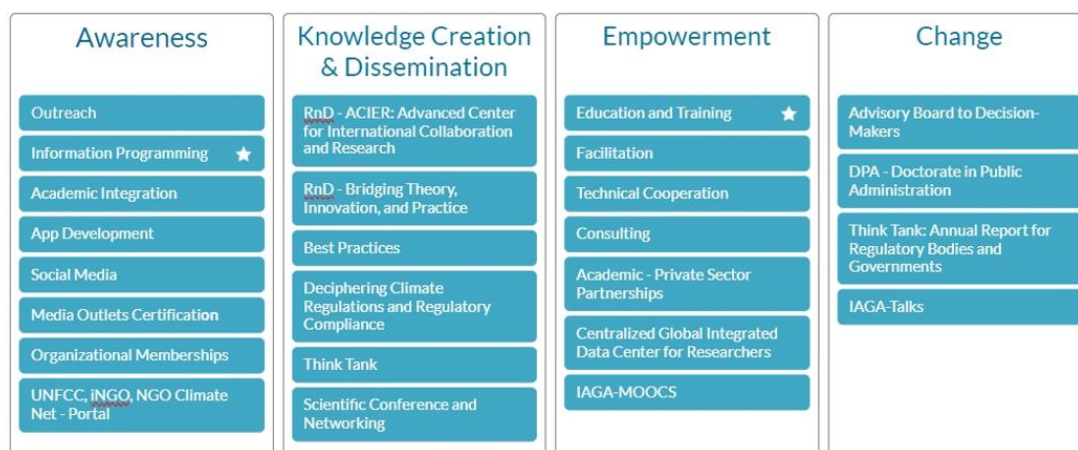 Awareness
Outreach
Information Programming
Academic Integration
App Development
Social Media
Media Outlets Certification
Organizational Memberships
UNFCC, iNGO, NGO Climate
Net - Portal
Knowledge Creation
& Dissemination
RnD - ACIER: Advanced Center
for International Collaboration
and Research
RnD - Bridging Theory,
Innovation, and Practice
Best Practices
Deciphering Climate
Regulations and Regulatory
Compliance
Think Tank
Scientific Conference and
Networking
Empowerment
Education and Training
Facilitation
Technical Cooperation
Consulting
Academic - Private Sector
Partnerships
Centralized Global Integrated
Data Center for Researchers
IAGA-MOOCS
Change
Advisory Board to Decision-
Makers
DPA - Doctorate in Public
Administration
Think Tank: Annual Report for
Regulatory Bodies and
Governments
IAGA-Talks